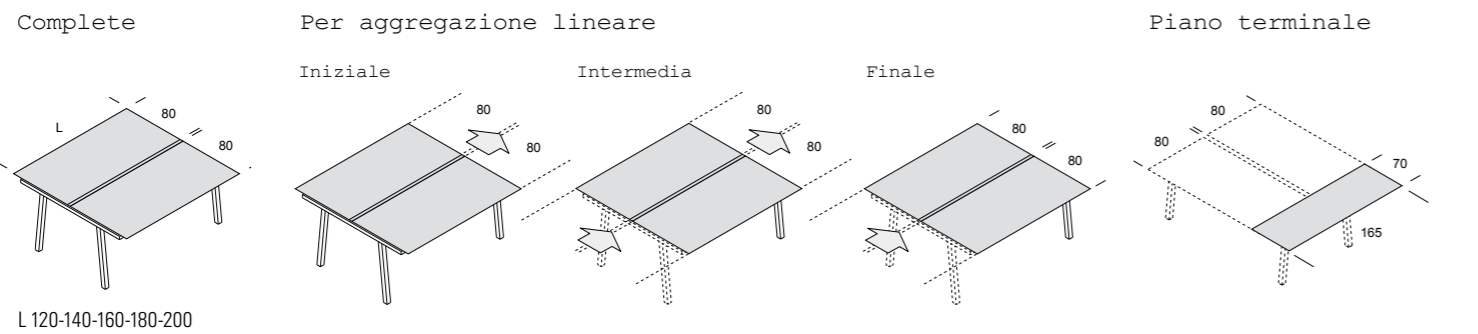 Complete
Per aggregazione lineare
Piano terminale
Iniziale
Intermedia
Finale
L
80
80
80
80
80
80
80
80
80
80
70
165
L 120-140-160-180-200